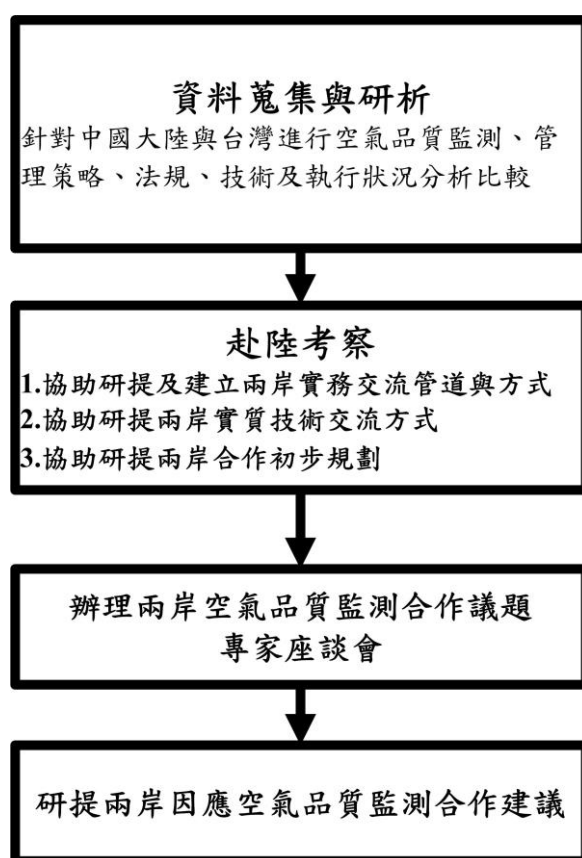 資料蒐集與研析
針對中國大陸與台灣進行空氣品質監測、管
理策略、法規、技術及執行狀況分析比較
赴陸考察
1.協助研提及建立兩岸實務交流管道與方式
2.協助研提兩岸實質技術交流方式
3.協助研提兩岸合作初步規劃
辦理兩岸空氣品質監測合作議題
專家座談會
研提兩岸因應空氣品質監測合作建議